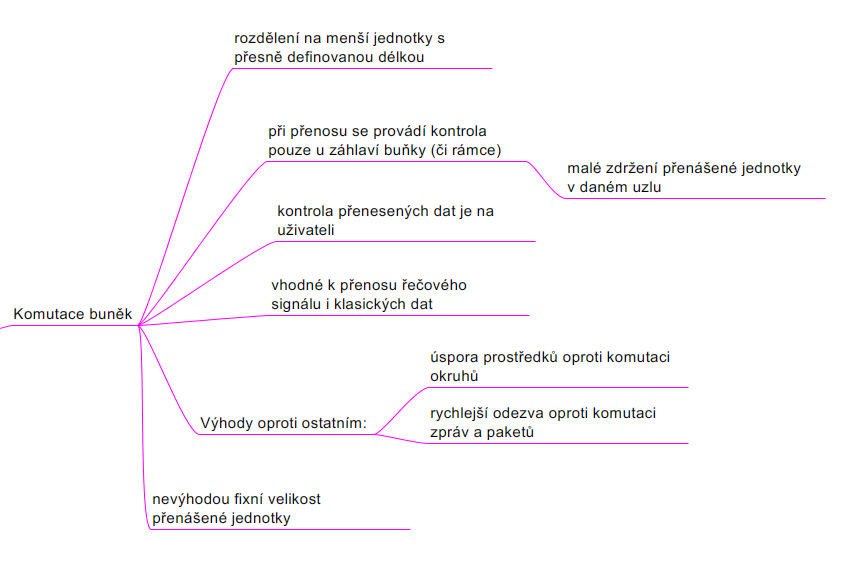 rozdělení na menší jednotky s
přesně definovanou délkou
při přenosu se provádí kontrola
pouze u záhlaví buňky (či rámce)
malé zdržení přenášené jednotky
v daném uzlu
kontrola přenesených dat je na
uživateli
vhodné k přenosu řečového
signálu i klasických dat
Komutace buněk
úspora prostředků oproti komutaci
okruhů
rychlejší odezva oproti komutaci
zpráv a paketů
Výhody oproti ostatním:
nevýhodou fixní velikost
přenášené jednotky